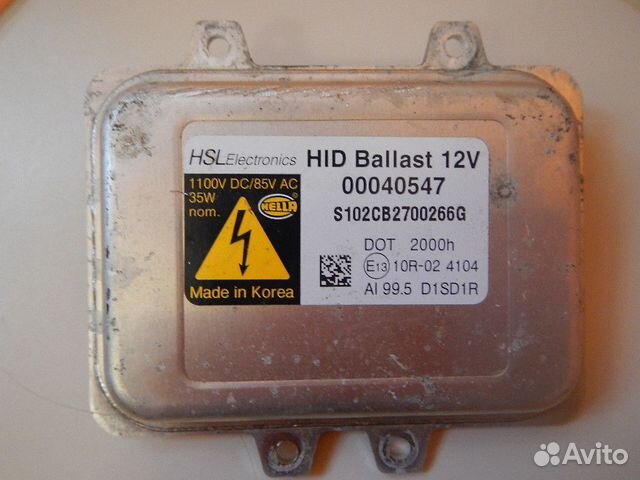 HSLElectronics
HID Ballast 12V
1100V DC/85V AC
35W
nom.
HELLA
Made in Korea
00040547
S102CB2700266G
DOT 2000h
E13 10R-02 4104
AI 99.5 D1SD1R
Avito